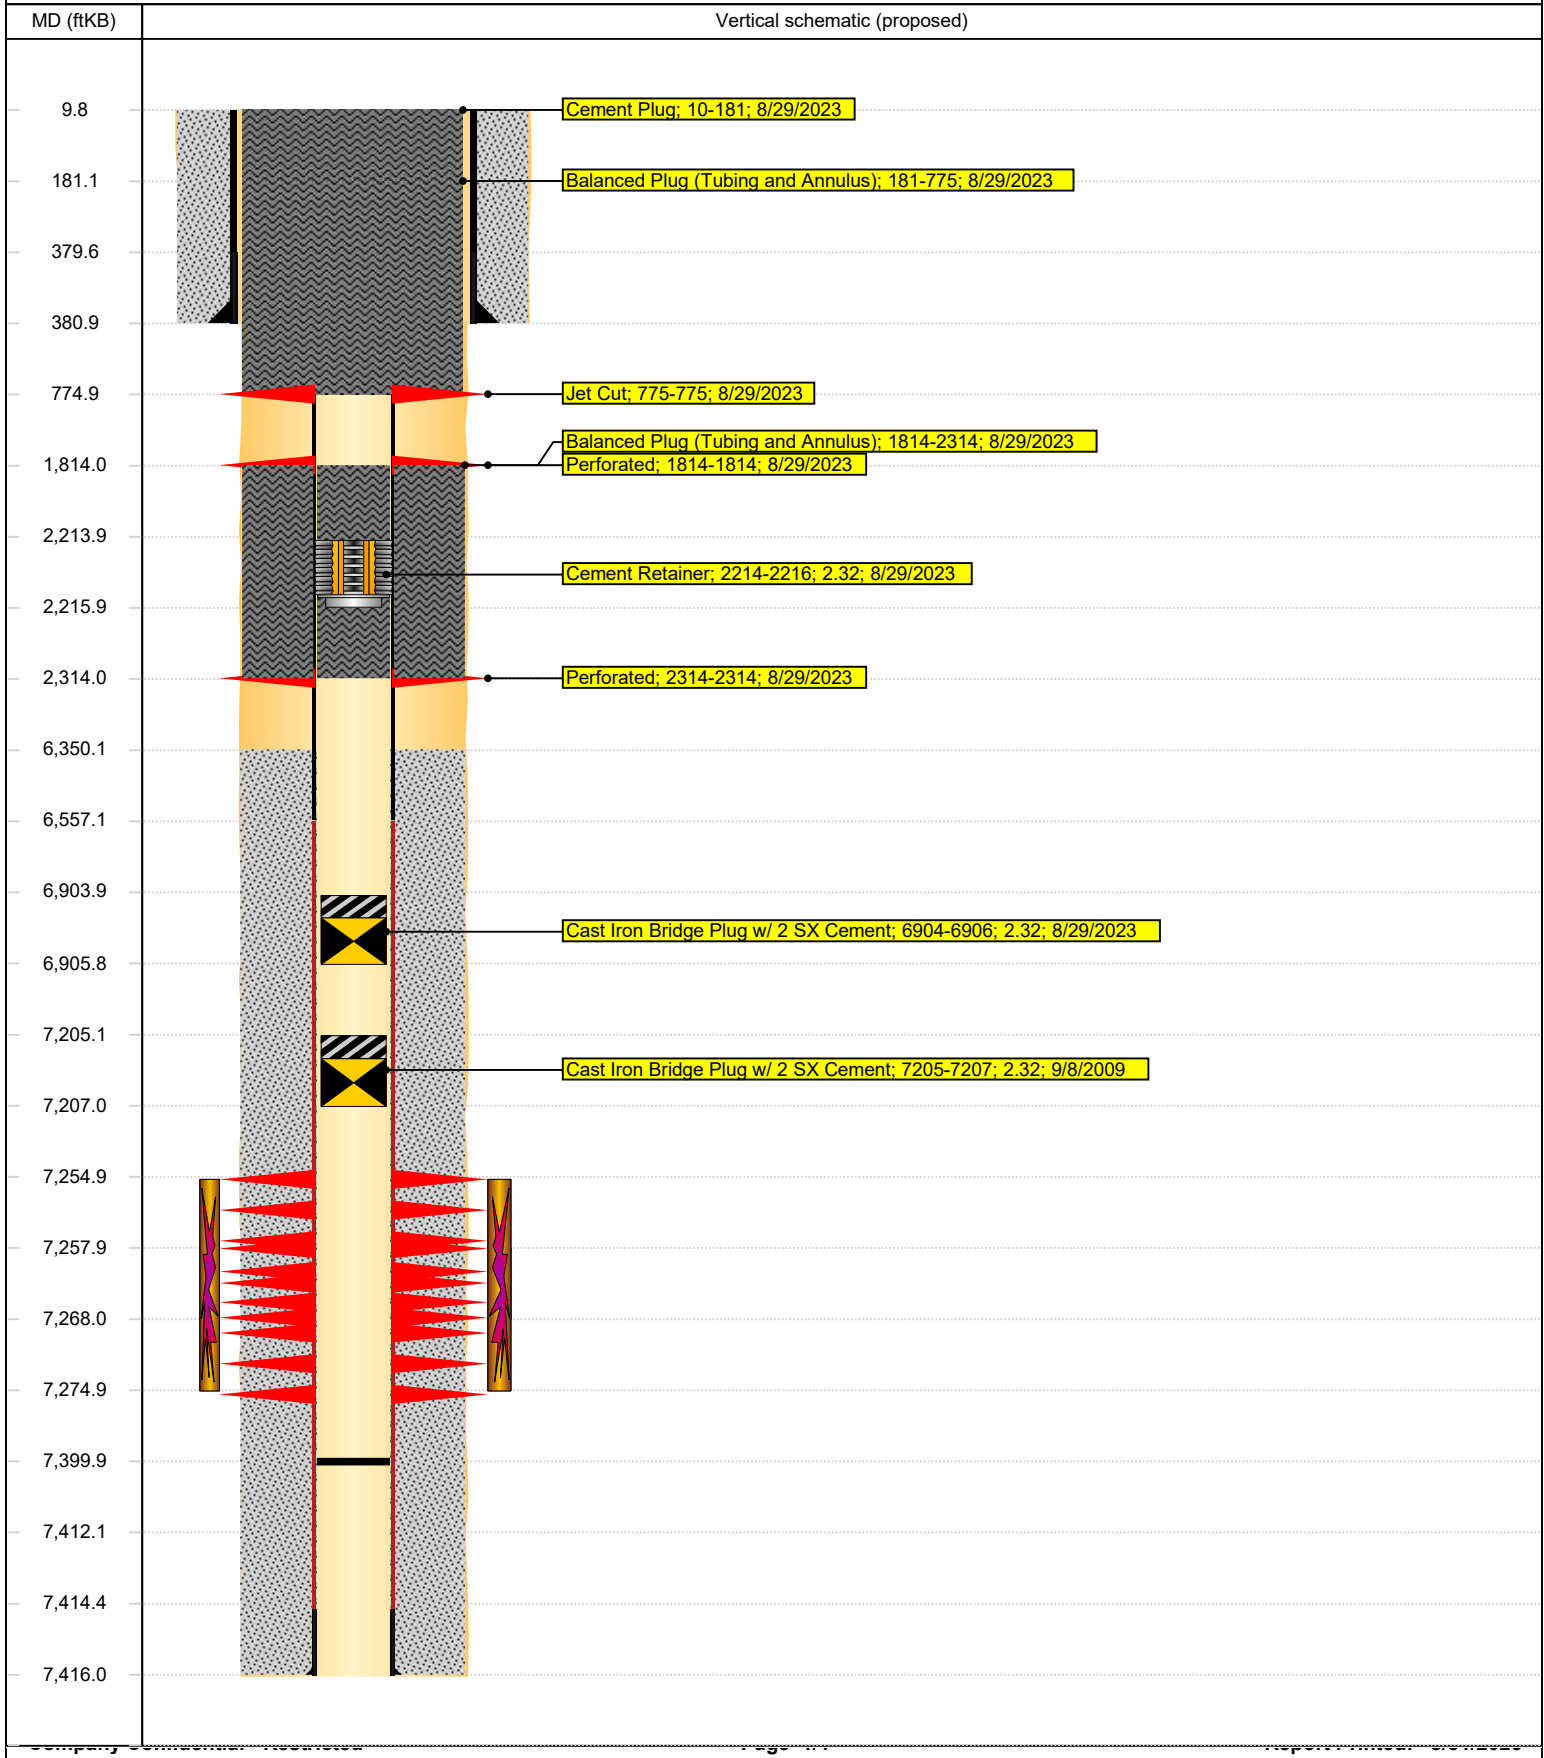 MD (ftKB) Vertical schematic (proposed)
9.8 Cement Plug; 10-181; 8/29/2023
181.1 Balanced Plug (Tubing and Annulus); 181-775; 8/29/2023
379.6
380.9
774.9 Jet Cut; 775-775; 8/29/2023
Balanced Plug (Tubing and Annulus); 1814-2314; 8/29/2023
1,814.0 Perforated; 1814-1814; 8/29/2023
2,213.9
Cement Retainer; 2214-2216; 2.32; 8/29/2023
2,215.9
2,314.0 Perforated; 2314-2314; 8/29/2023
6,350.1
6,557.1
6,903.9
Cast Iron Bridge Plug w/ 2 SX Cement; 6904-6906; 2.32; 8/29/2023
6,905.8
7,205.1
Cast Iron Bridge Plug w/ 2 SX Cement; 7205-7207; 2.32; 9/8/2009
7,207.0
7,254.9
7,257.9
7,268.0
7,274.9
7,399.9
7,412.1
7,414.4
7,416.0